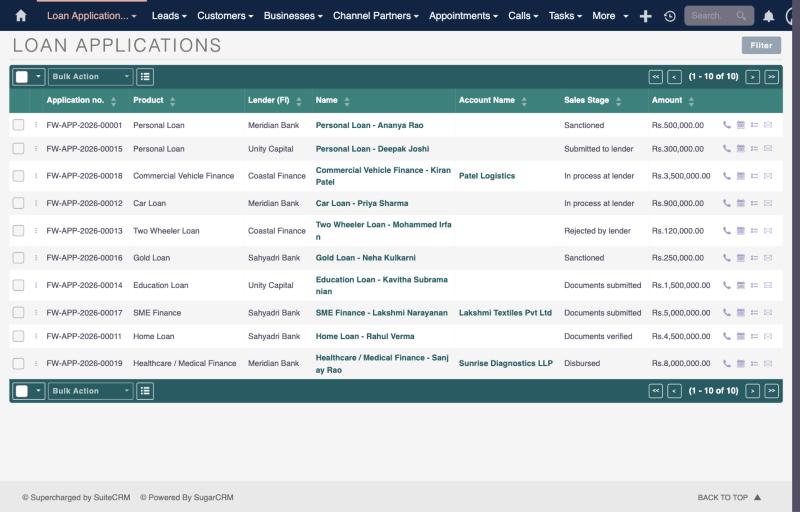 Loan Application... Leads Customers Businesses Channel Partners Appointments Calls Tasks More Search.
LOAN APPLICATIONS
Filter
Bulk Action << < (1 - 10 of 10) > >>
Application no. Product Lender (FI) Name Account Name Sales Stage Amount
FW-APP-2026-00001 Personal Loan Meridian Bank Personal Loan - Ananya Rao Sanctioned Rs.500,000.00
FW-APP-2026-00015 Personal Loan Unity Capital Personal Loan - Deepak Joshi Submitted to lender Rs.300,000.00
FW-APP-2026-00018 Commercial Vehicle Finance Coastal Finance Commercial Vehicle Finance - Kiran
Patel Patel Logistics In process at lender Rs.3,500,000.00
FW-APP-2026-00012 Car Loan Meridian Bank Car Loan - Priya Sharma In process at lender Rs.900,000.00
FW-APP-2026-00013 Two Wheeler Loan Coastal Finance Two Wheeler Loan - Mohammed Irfa
n Rejected by lender Rs.120,000.00
FW-APP-2026-00016 Gold Loan Sahyadri Bank Gold Loan - Neha Kulkarni Sanctioned Rs.250,000.00
FW-APP-2026-00014 Education Loan Unity Capital Education Loan - Kavitha Subrama
nian Documents submitted Rs.1,500,000.00
FW-APP-2026-00017 SME Finance Sahyadri Bank SME Finance - Lakshmi Narayanan Lakshmi Textiles Pvt Ltd Documents submitted Rs.5,000,000.00
FW-APP-2026-00011 Home Loan Sahyadri Bank Home Loan - Rahul Verma Documents verified Rs.4,500,000.00
FW-APP-2026-00019 Healthcare / Medical Finance Meridian Bank Healthcare / Medical Finance - Sanj
ay Rao Sunrise Diagnostics LLP Disbursed Rs.8,000,000.00
Bulk Action << < (1 - 10 of 10) > >>
© Supercharged by SuiteCRM © Powered By SugarCRM BACK TO TOP